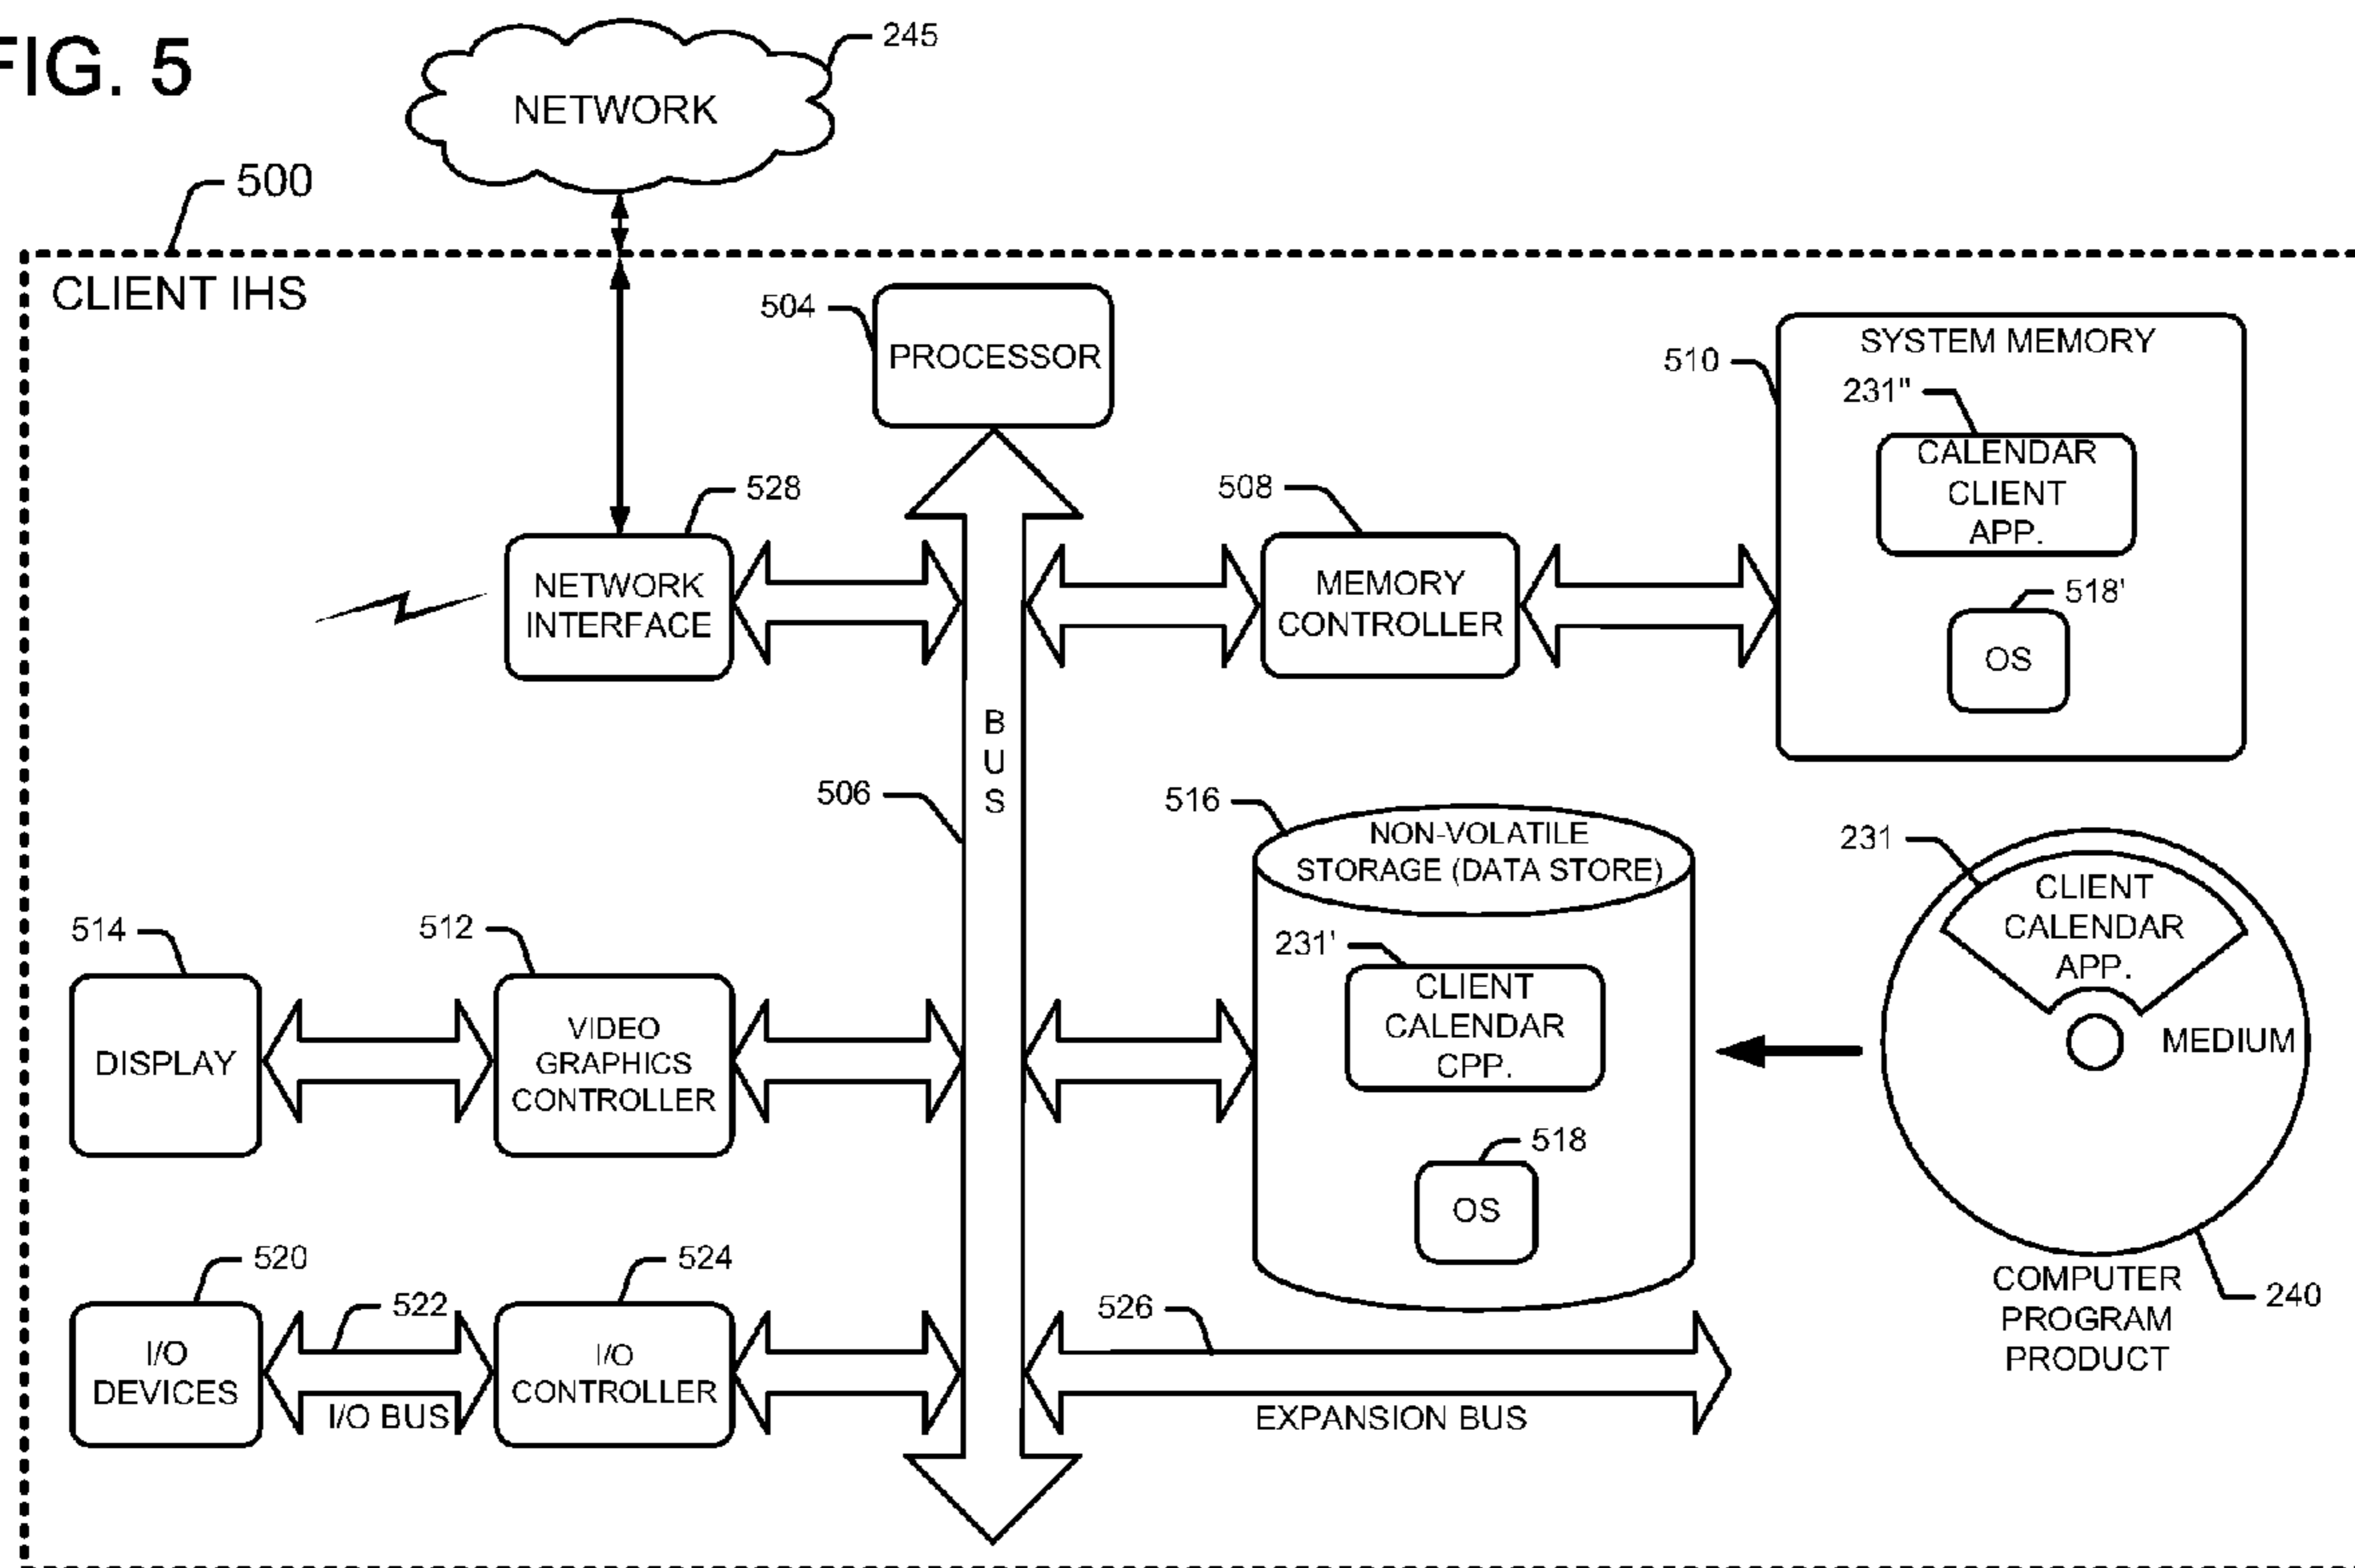 FIG. 5
245
NETWORK
500
CLIENT IHS
504
PROCESSOR
510
SYSTEM MEMORY
231"
CALENDAR
CLIENT
APP.
518'
OS
528
NETWORK
INTERFACE
508
MEMORY
CONTROLLER
BUS
506
516
NON-VOLATILE
STORAGE (DATA STORE)
231'
CLIENT
CALENDAR
CPP.
518
OS
231
CLIENT
CALENDAR
APP.
MEDIUM
240
COMPUTER
PROGRAM
PRODUCT
514
DISPLAY
512
VIDEO
GRAPHICS
CONTROLLER
520
I/O
DEVICES
522
I/O BUS
524
I/O
CONTROLLER
526
EXPANSION BUS